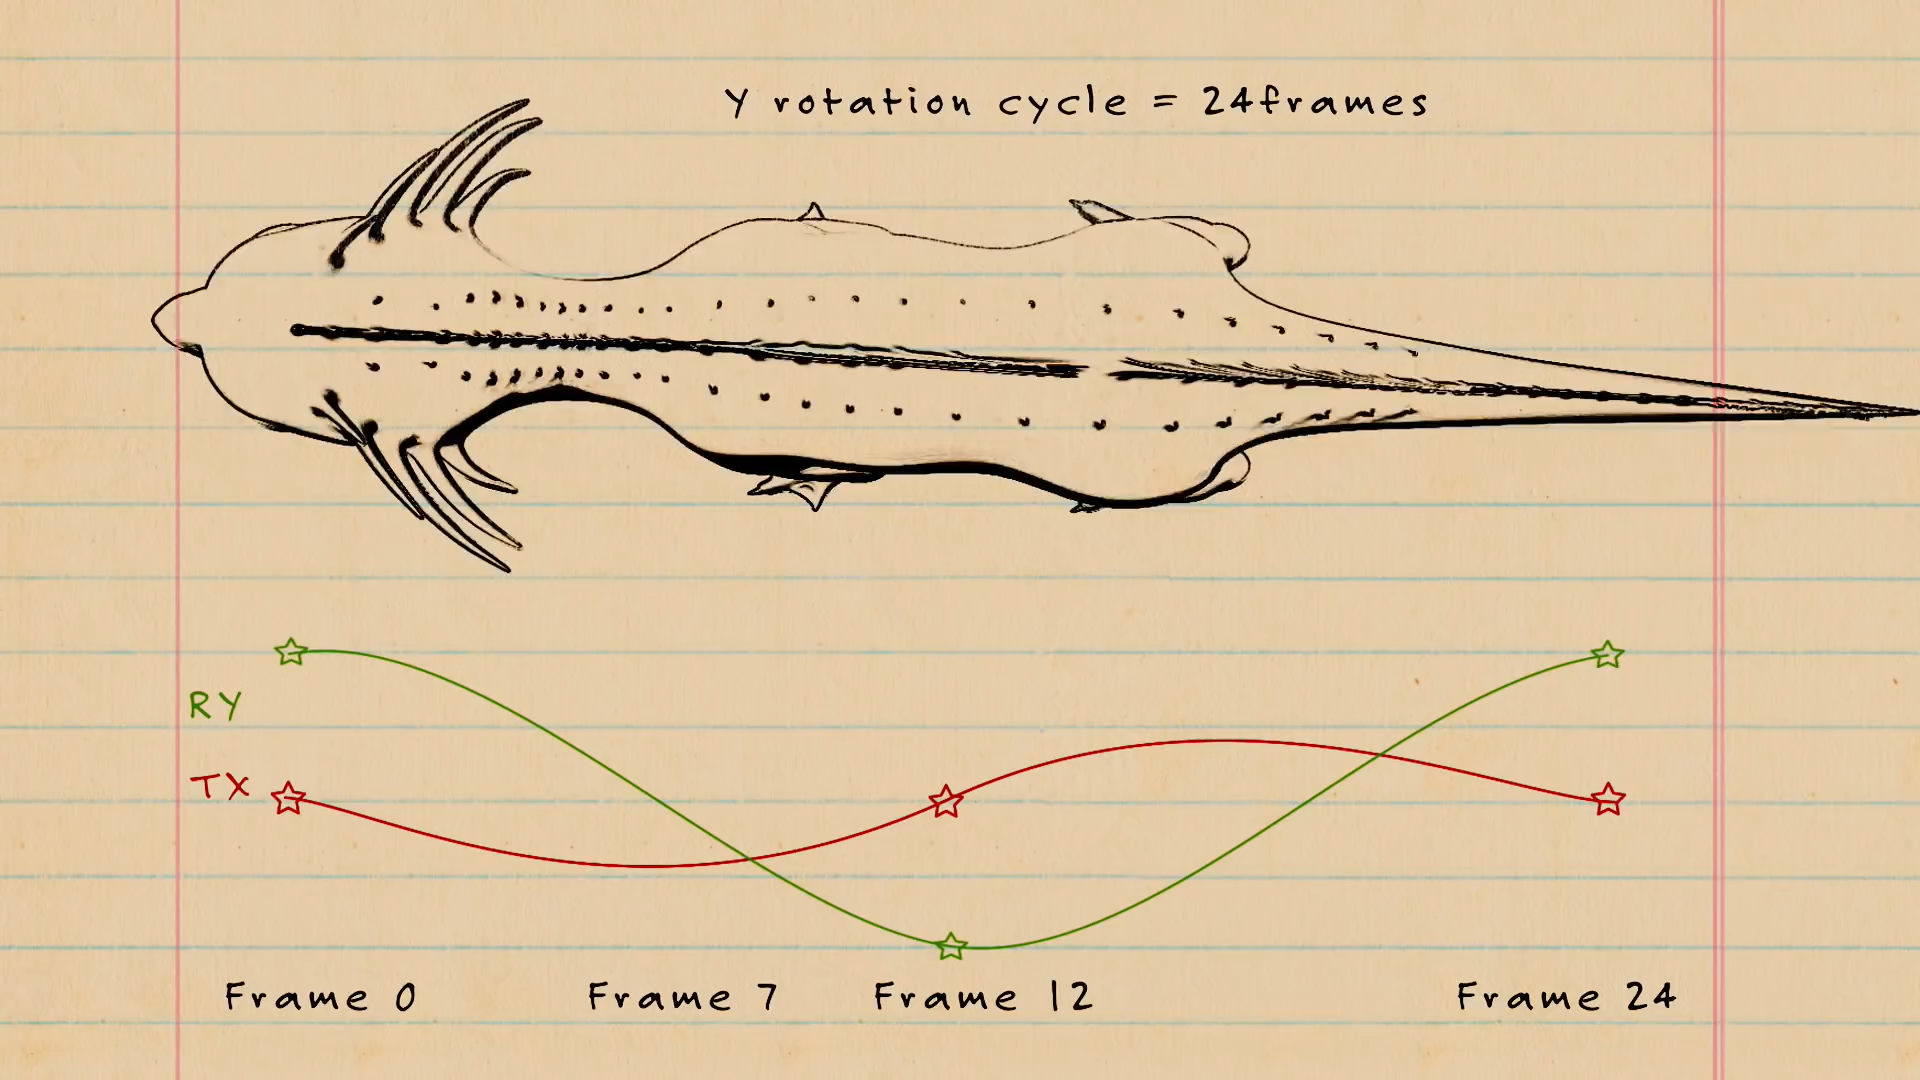 Y rotation cycle = 24frames
RY
TX
Frame 0 Frame 7 Frame 12 Frame 24